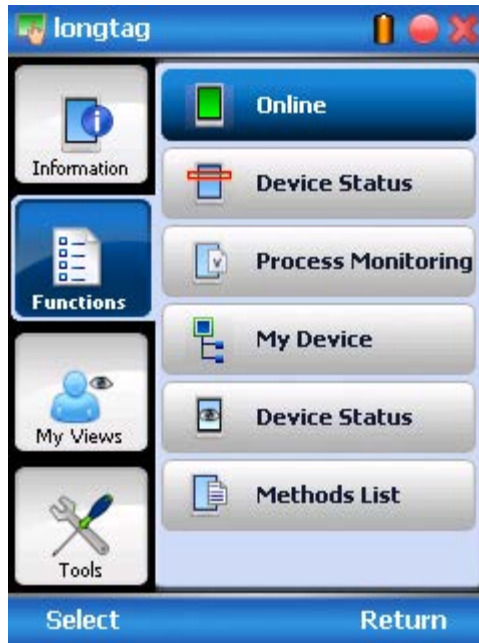 longtag
Information
Functions
My Views
Tools
Online
Device Status
Process Monitoring
My Device
Device Status
Methods List
Select
Return